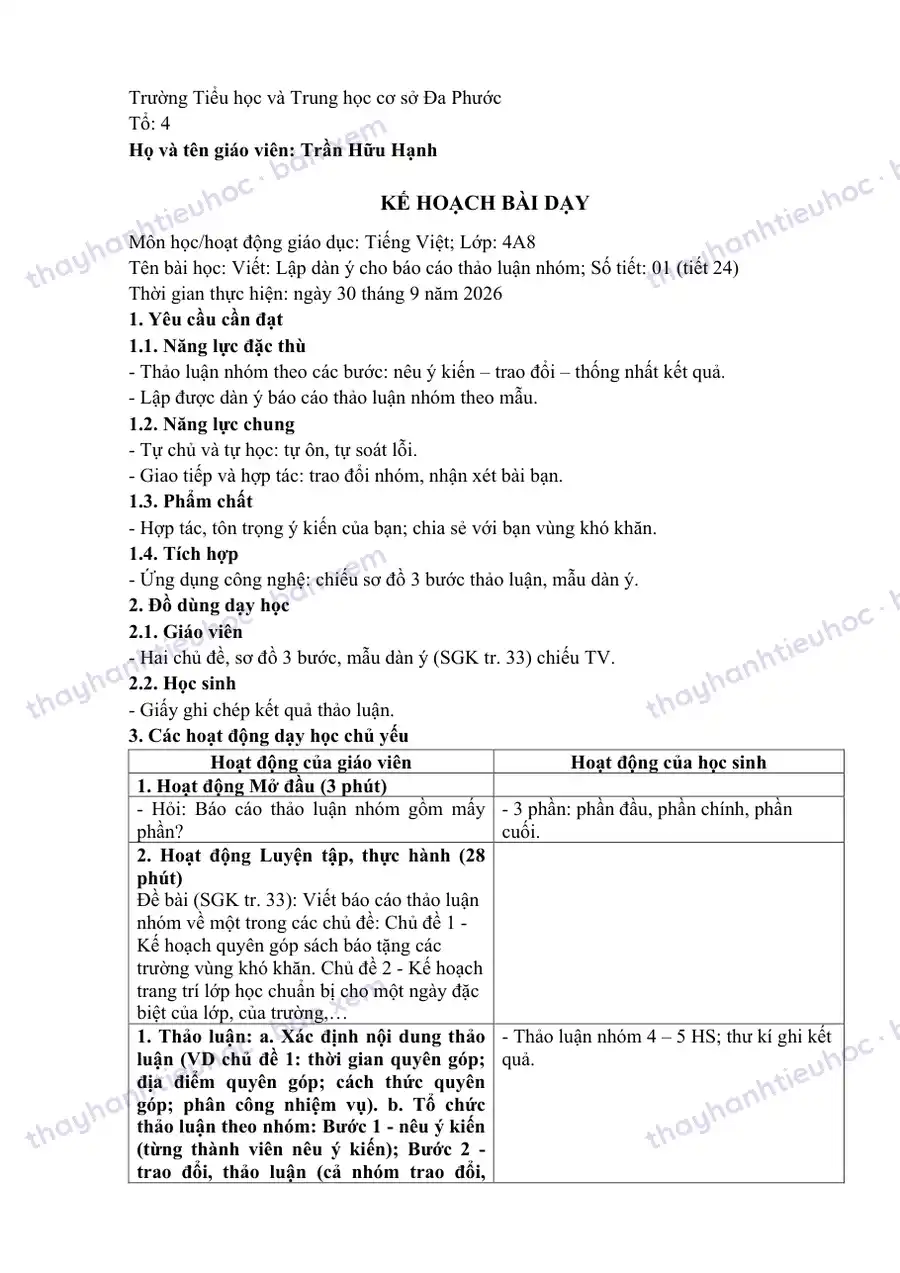 Trường Tiểu học và Trung học cơ sở Đa Phước
Tổ: 4
Họ và tên giáo viên: Trần Hữu Hạnh
KẾ HOẠCH BÀI DẠY
Môn học/hoạt động giáo dục: Tiếng Việt; Lớp: 4A8
Tên bài học: Viết: Lập dàn ý cho báo cáo thảo luận nhóm; Số tiết: 01 (tiết 24)
Thời gian thực hiện: ngày 30 tháng 9 năm 2026
1. Yêu cầu cần đạt
1.1. Năng lực đặc thù
- Thảo luận nhóm theo các bước: nêu ý kiến – trao đổi – thống nhất kết quả.
- Lập được dàn ý báo cáo thảo luận nhóm theo mẫu.
1.2. Năng lực chung
- Tự chủ và tự học: tự ôn, tự soát lỗi.
- Giao tiếp và hợp tác: trao đổi nhóm, nhận xét bài bạn.
1.3. Phẩm chất
- Hợp tác, tôn trọng ý kiến của bạn; chia sẻ với bạn vùng khó khăn.
1.4. Tích hợp
- Ứng dụng công nghệ: chiếu sơ đồ 3 bước thảo luận, mẫu dàn ý.
2. Đồ dùng dạy học
2.1. Giáo viên
- Hai chủ đề, sơ đồ 3 bước, mẫu dàn ý (SGK tr. 33) chiếu TV.
2.2. Học sinh
- Giấy ghi chép kết quả thảo luận.
3. Các hoạt động dạy học chủ yếu
Hoạt động của giáo viên
Hoạt động của học sinh
1. Hoạt động Mở đầu (3 phút)
- Hỏi: Báo cáo thảo luận nhóm gồm mấy
phần?
- 3 phần: phần đầu, phần chính, phần
cuối.
2. Hoạt động Luyện tập, thực hành (28
phút)
Đề bài (SGK tr. 33): Viết báo cáo thảo luận
nhóm về một trong các chủ đề: Chủ đề 1 -
Kế hoạch quyên góp sách báo tặng các
trường vùng khó khăn. Chủ đề 2 - Kế hoạch
trang trí lớp học chuẩn bị cho một ngày đặc
biệt của lớp, của trường,…
1. Thảo luận: a. Xác định nội dung thảo
luận (VD chủ đề 1: thời gian quyên góp;
địa điểm quyên góp; cách thức quyên
góp; phân công nhiệm vụ). b. Tổ chức
thảo luận theo nhóm: Bước 1 - nêu ý kiến
(từng thành viên nêu ý kiến); Bước 2 -
trao đổi, thảo luận (cả nhóm trao đổi,
- Thảo luận nhóm 4 – 5 HS; thư kí ghi kết
quả.
thayhanhtieuhoc · bản xem
thayhanhtieuhoc · b
thayhanhtieuhoc · bản xem
thayhanhtieuhoc · b
thayhanhtieuhoc · bản xem
thayhanhtieuhoc · b